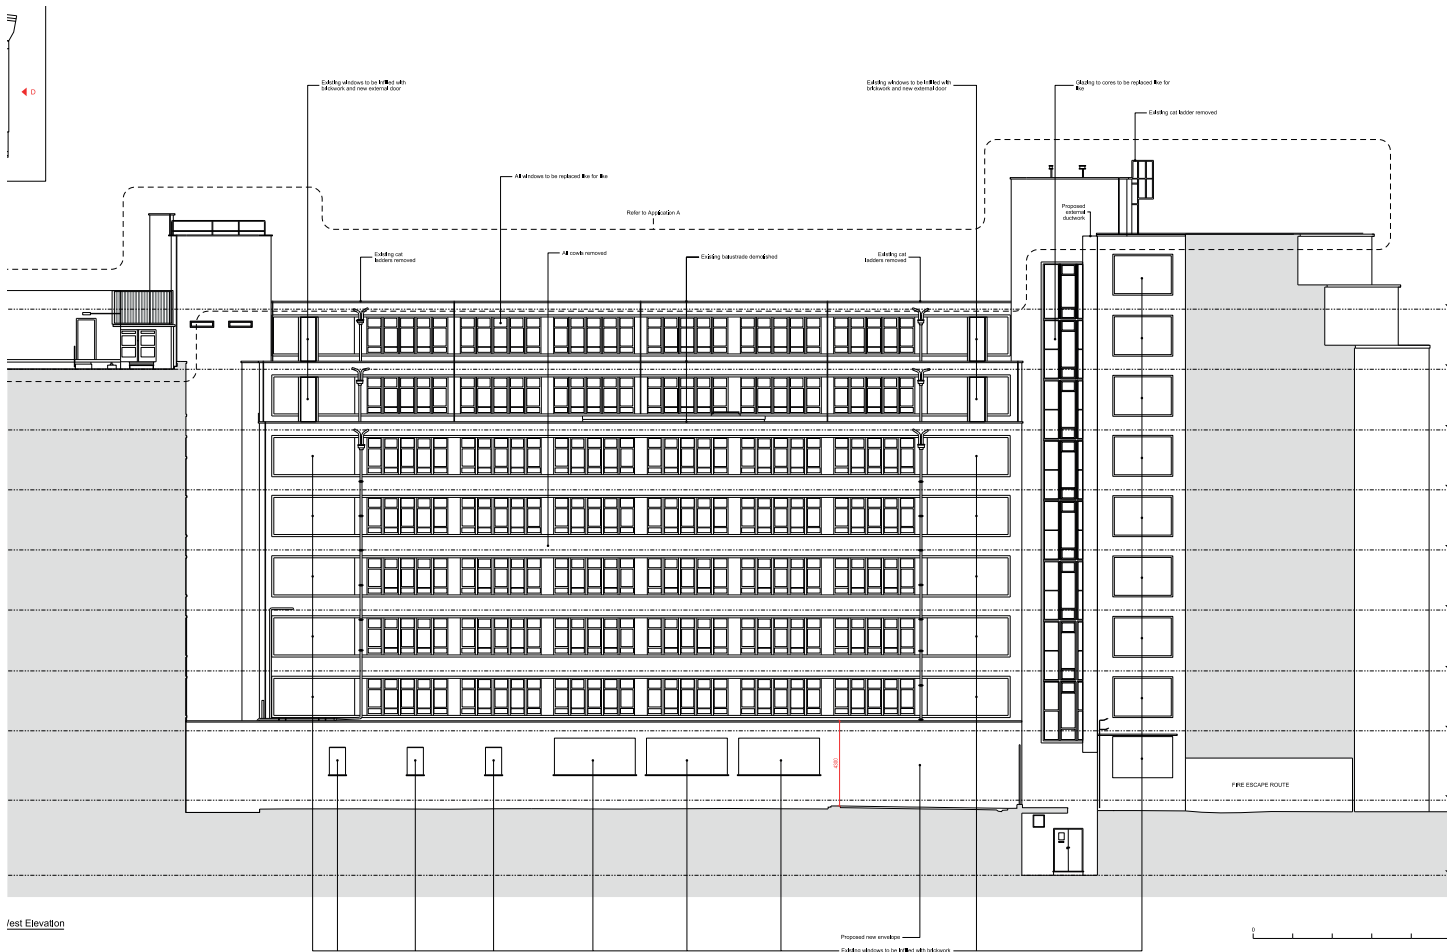 D
Existing windows to be infilled with
brickwork and new external door
Existing windows to be infilled with
brickwork and new external door
Glazing to cores to be replaced like for
like
Existing cat ladder removed
All windows to be replaced like for like
Refer to Application A
Proposed
external
ductwork
Existing cat
ladders removed
All cowls removed
Existing balustrade demolished
Existing cat
ladders removed
4380
FIRE ESCAPE ROUTE
est Elevation
Proposed new envelope
Existing windows to be infilled with brickwork
0